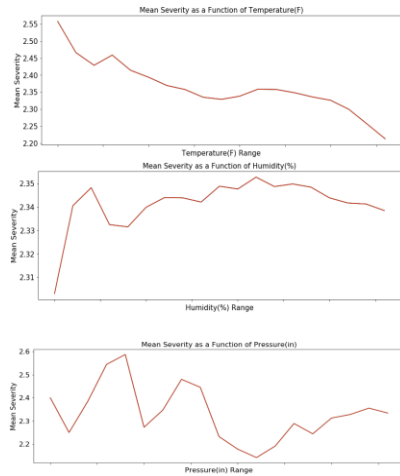 Mean Severity as a Function of Temperature(F)
2.55
2.50
2.45
2.40
2.35
2.30
2.25
2.20
Mean Severity
Temperature(F) Range
Mean Severity as a Function of Humidity(%)
2.35
2.34
2.33
2.32
2.31
Mean Severity
Humidity(%) Range
Mean Severity as a Function of Pressure(in)
2.6
2.5
2.4
2.3
2.2
Mean Severity
Pressure(in) Range